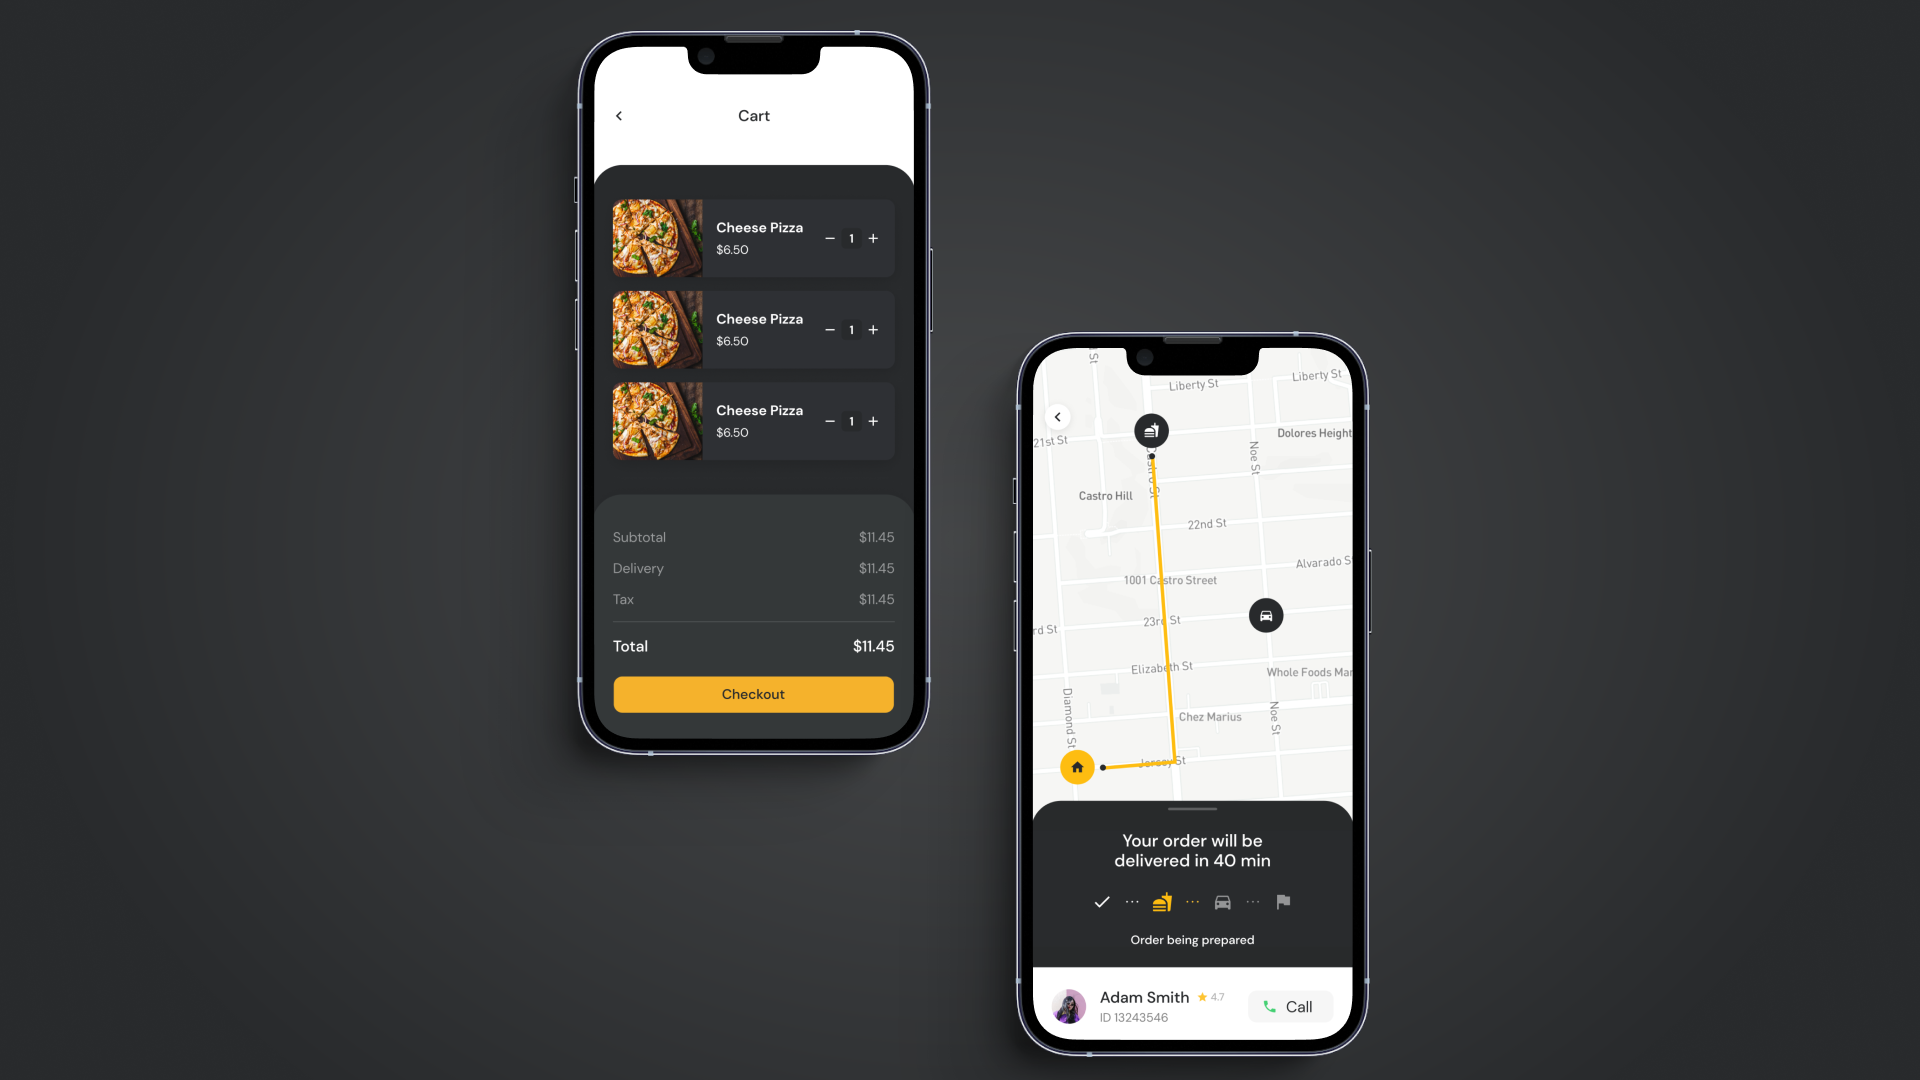 Cart
Cheese Pizza
$6.50
1
Cheese Pizza
$6.50
1
Cheese Pizza
$6.50
1
Subtotal $11.45
Delivery $11.45
Tax $11.45
Total $11.45
Checkout
St
Liberty St
Liberty St
21st St
Dolores Height
Noe St
Castro St
Castro Hill
22nd St
Alvarado S
1001 Castro Street
23rd St
rd St
Elizabeth St
Whole Foods Mar
Diamond St
Chez Marius
Noe St
Jersey St
Your order will be
delivered in 40 min
Order being prepared
Adam Smith 4.7
ID 13243546
Call